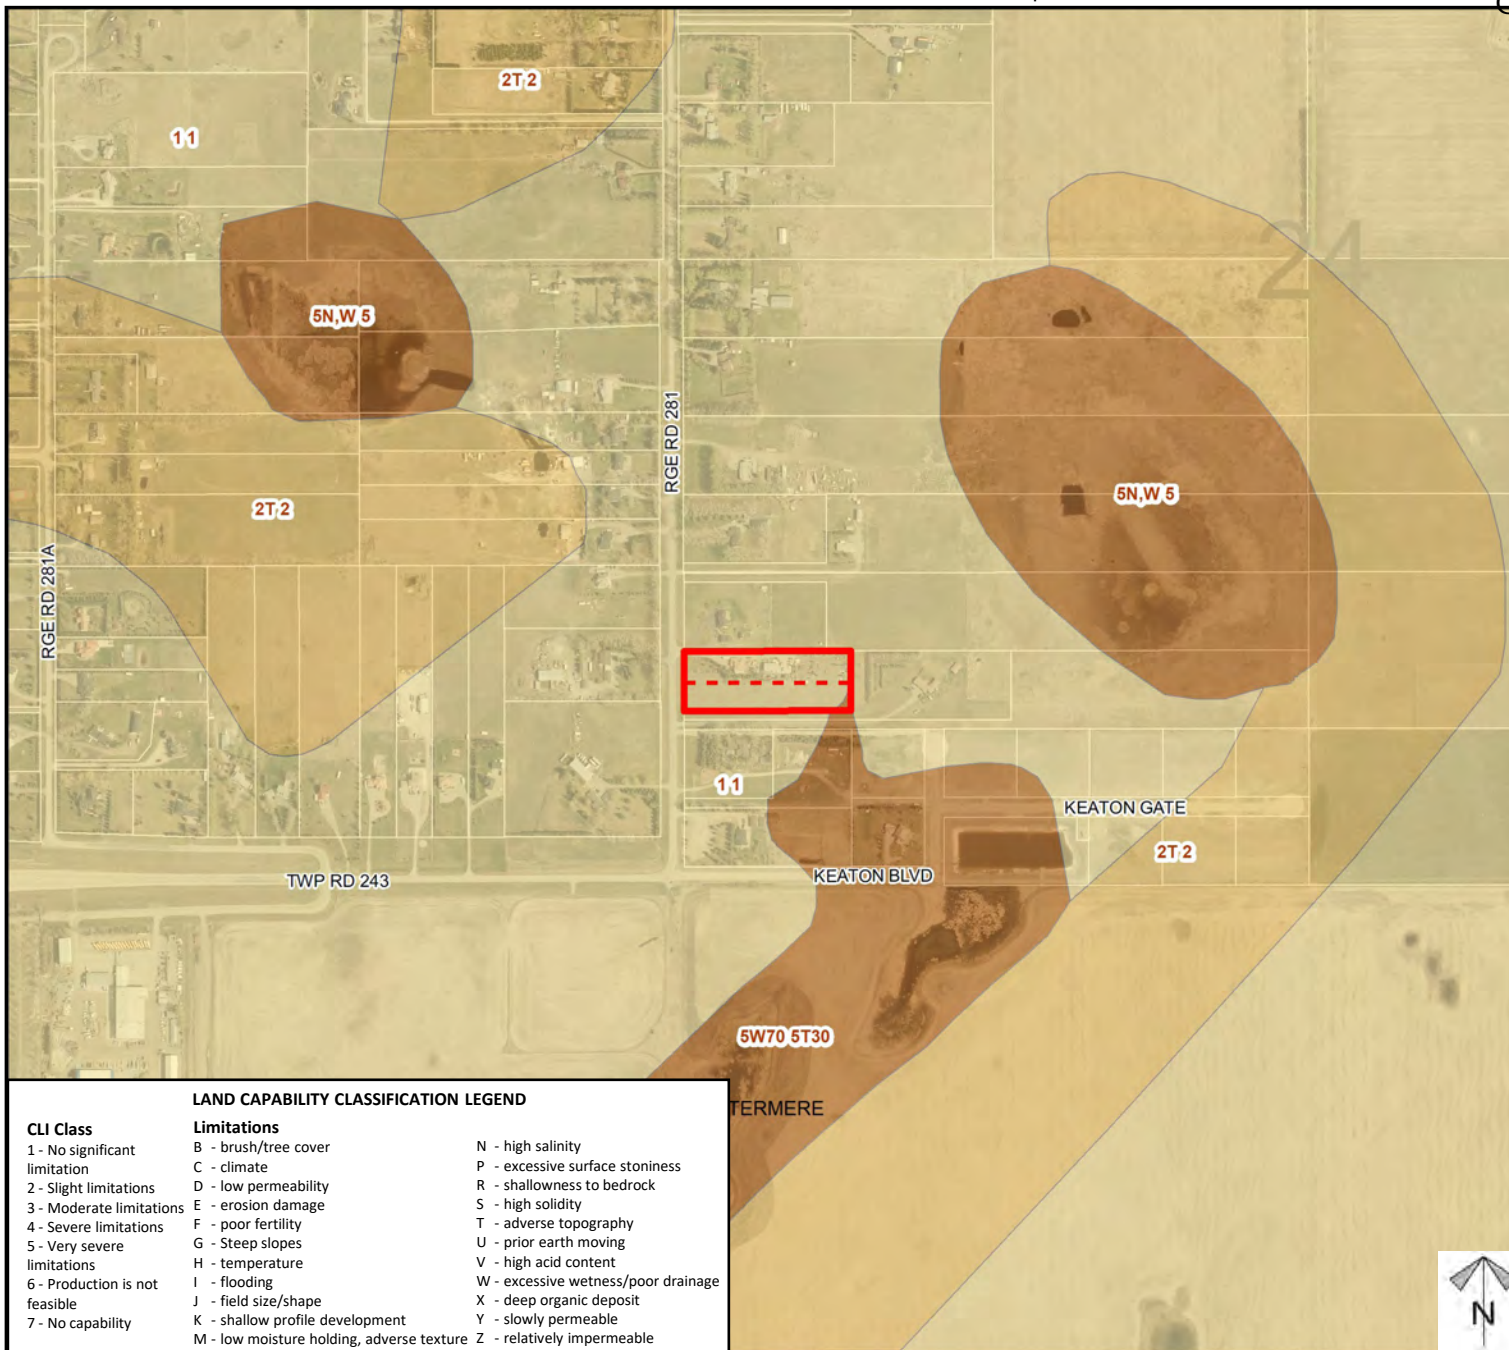 2T 2
1 1
24
5N,W 5
RGE RD 281
5N,W 5
2T 2
RGE RD 281A
1 1
KEATON GATE
2T 2
KEATON BLVD
TWP RD 243
5W70 5T30
TERMERE
LAND CAPABILITY CLASSIFICATION LEGEND
CLI Class
1 - No significant
limitation
2 - Slight limitations
3 - Moderate limitations
4 - Severe limitations
5 - Very severe
limitations
6 - Production is not
feasible
7 - No capability
Limitations
B - brush/tree cover
C - climate
D - low permeability
E - erosion damage
F - poor fertility
G - Steep slopes
H - temperature
I - flooding
J - field size/shape
K - shallow profile development
M - low moisture holding, adverse texture
N - high salinity
P - excessive surface stoniness
R - shallowness to bedrock
S - high solidity
T - adverse topography
U - prior earth moving
V - high acid content
W - excessive wetness/poor drainage
X - deep organic deposit
Y - slowly permeable
Z - relatively impermeable
N